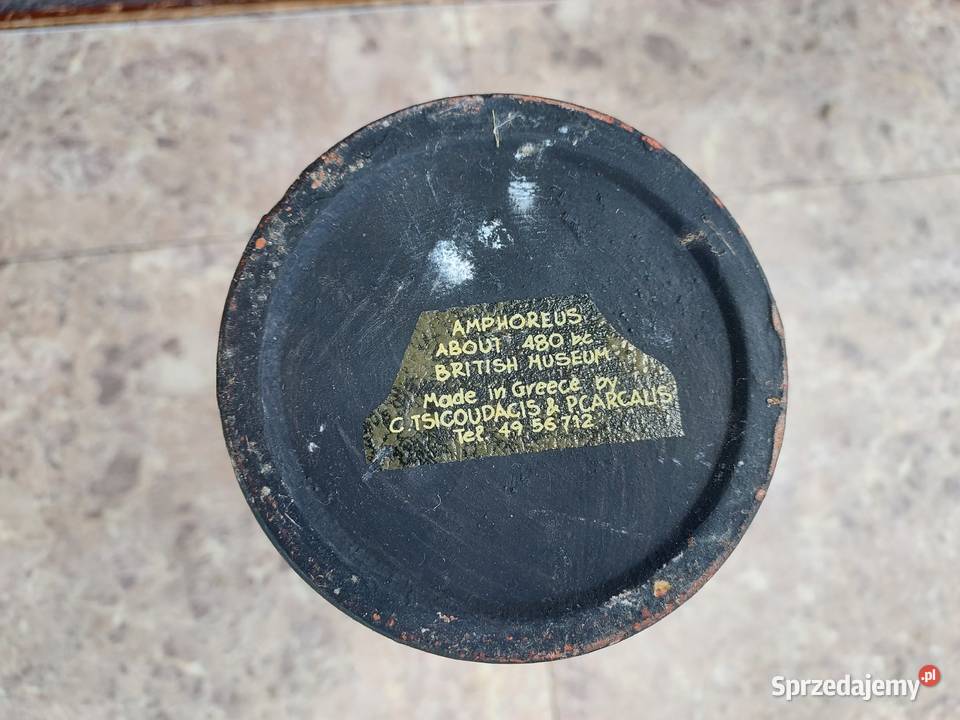 AMPHOREUS
ABOUT 480 bc
BRITISH MUSEUM
Made in Greece by
C. TSICOUDACIS & P.CARCALIS
Tel. 49 56 712
Sprzedajemy.pl